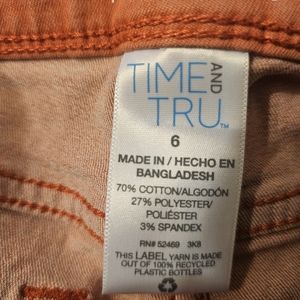 TIME AND
TRU™
6
MADE IN / HECHO EN
BANGLADESH
70% COTTON/ALGODÓN
27% POLYESTER/
POLIÉSTER
3% SPANDEX
RN# 52469 3K8
THIS LABEL YARN IS MADE
OUT OF 100% RECYCLED
PLASTIC BOTTLES